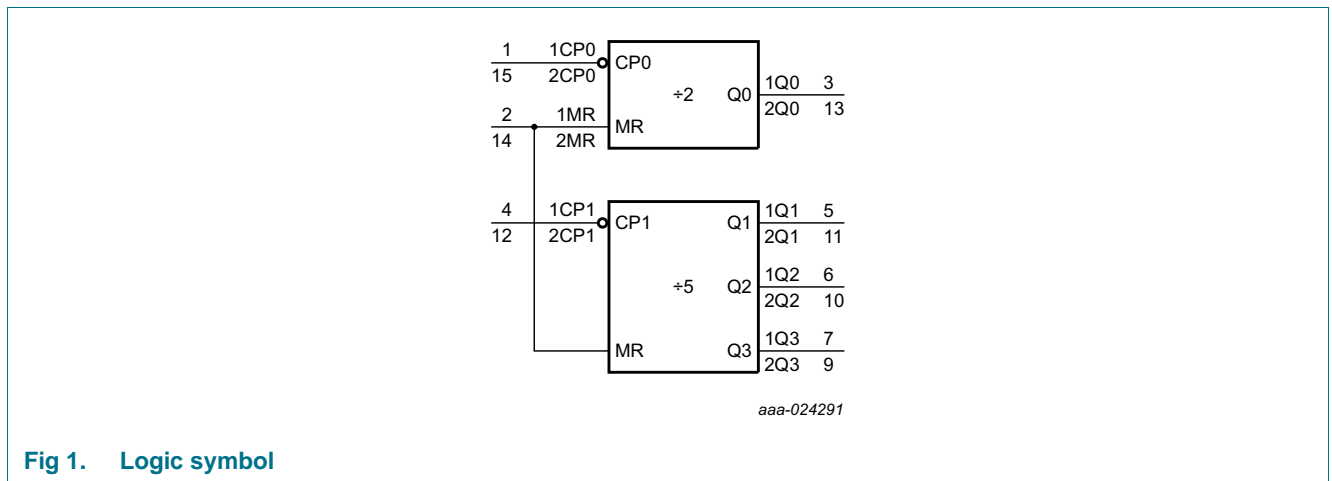 1 1CP0
15 2CP0
CP0
÷2 Q0
1Q0 3
2Q0 13
2 1MR
14 2MR
MR
4 1CP1
12 2CP1
CP1
Q1
1Q1 5
2Q1 11
÷5 Q2
1Q2 6
2Q2 10
MR
Q3
1Q3 7
2Q3 9
aaa-024291
Fig 1. Logic symbol